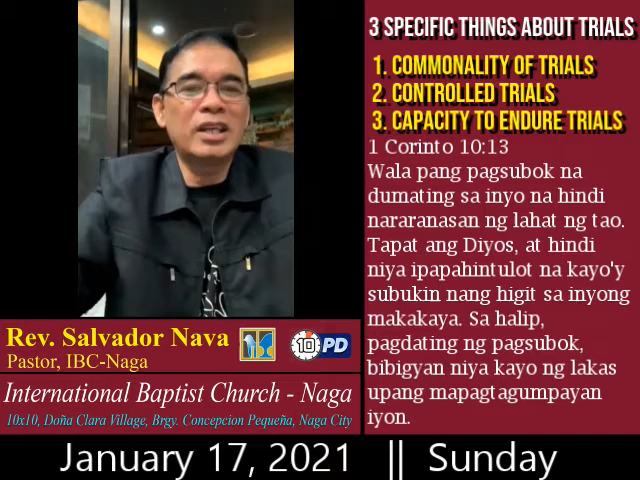 3 SPECIFIC THINGS ABOUT TRIALS
1. COMMONALITY OF TRIALS
2. CONTROLLED TRIALS
3. CAPACITY TO ENDURE TRIALS
1 Corinto 10:13
Wala pang pagsubok na
dumating sa inyo na hindi
nararanasan ng lahat ng tao.
Tapat ang Diyos, at hindi
niya ipapahintulot na kayo'y
subukin nang higit sa inyong
makakaya. Sa halip,
pagdating ng pagsubok,
bibigyan niya kayo ng lakas
upang mapagtagumpayan
iyon.
Rev. Salvador Nava
Pastor, IBC-Naga
10 PD
International Baptist Church - Naga
10x10, Doña Clara Village, Brgy. Concepcion Pequeña, Naga City
January 17, 2021 || Sunday